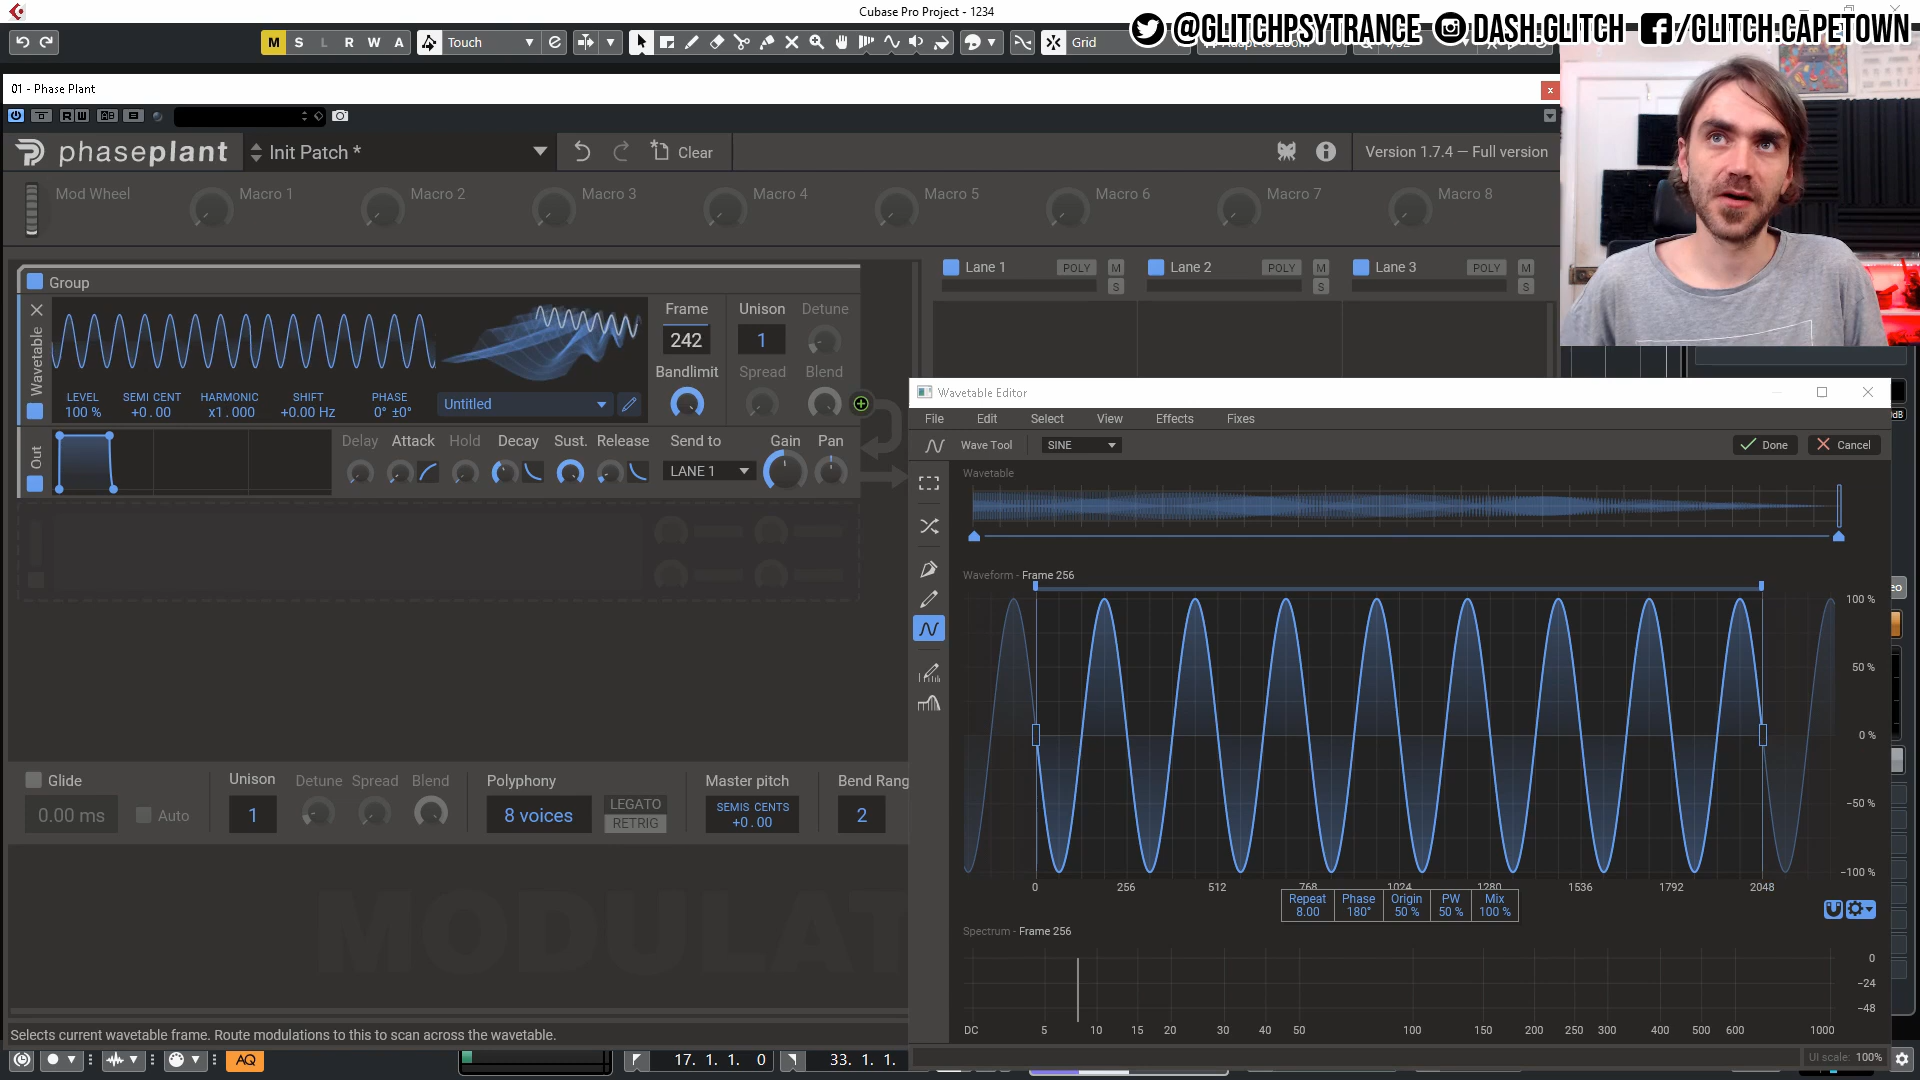 Cubase Pro Project - 1234
@GLITCHPSYTRANCE DASH.GLITCH /GLITCH.CAPETOWN
M S L R W A Touch Grid
01 - Phase Plant
phaseplant Init Patch * Clear Version 1.7.4 — Full version
Mod Wheel Macro 1 Macro 2 Macro 3 Macro 4 Macro 5 Macro 6 Macro 7 Macro 8
Group
Lane 1 POLY M S
Lane 2 POLY M S
Lane 3 POLY M S
Wavetable
Frame Unison Detune
242 1
Bandlimit Spread Blend
LEVEL SEMI CENT HARMONIC SHIFT PHASE
100 % +0.00 x1.000 +0.00 Hz 0° ±0°
Untitled
Out
Delay Attack Hold Decay Sust. Release Send to Gain Pan
LANE 1
Wavetable Editor
File Edit Select View Effects Fixes
Wave Tool SINE Done Cancel
Wavetable
Waveform - Frame 256
100 %
50 %
0 %
−50 %
−100 %
0 256 512 768 1024 1280 1536 1792 2048
Repeat Phase Origin PW Mix
8.00 180° 50 % 50 % 100 %
Spectrum - Frame 256
0
−24
−48
DC 5 10 15 20 30 40 50 100 150 200 250 300 400 500 600 1000
UI scale: 100%
Glide Unison Detune Spread Blend Polyphony Master pitch Bend Rang
0.00 ms Auto 1 8 voices LEGATO
RETRIG
SEMIS CENTS
+0.00
2
MODULAT
Selects current wavetable frame. Route modulations to this to scan across the wavetable.
AQ 17. 1. 1. 0 33. 1. 1.